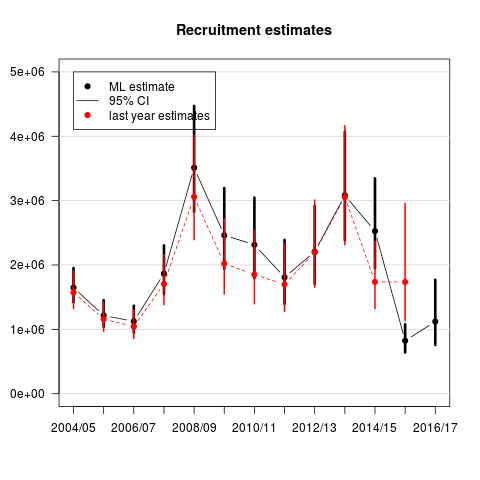 Recruitment estimates
5e+06
4e+06
3e+06
2e+06
1e+06
0e+00
ML estimate
95% CI
last year estimates
2004/05 2006/07 2008/09 2010/11 2012/13 2014/15 2016/17